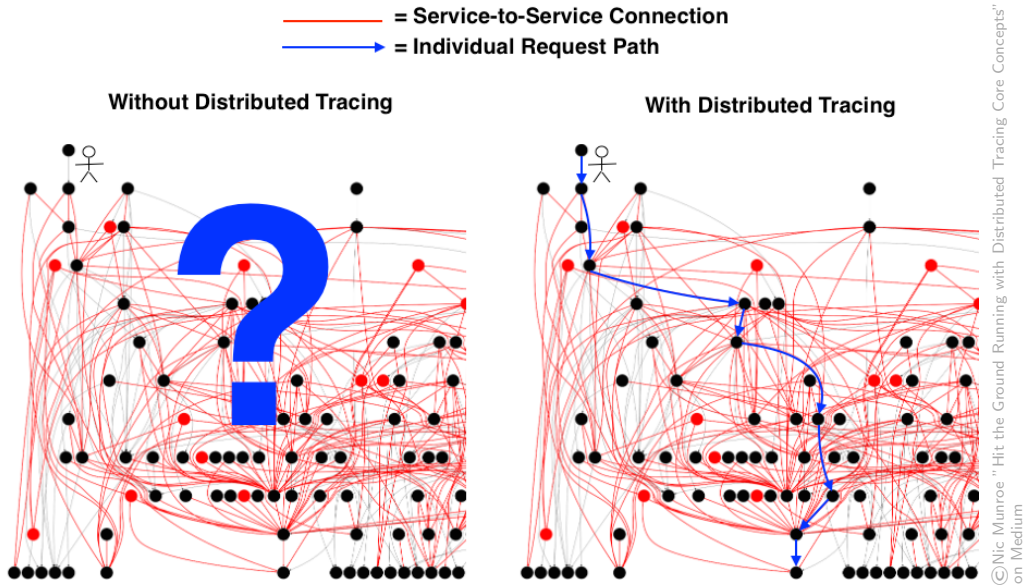 = Service-to-Service Connection
= Individual Request Path
Without Distributed Tracing
With Distributed Tracing
?
©Nic Munroe "Hit the Ground Running with Distributed Tracing Core Concepts"
on Medium